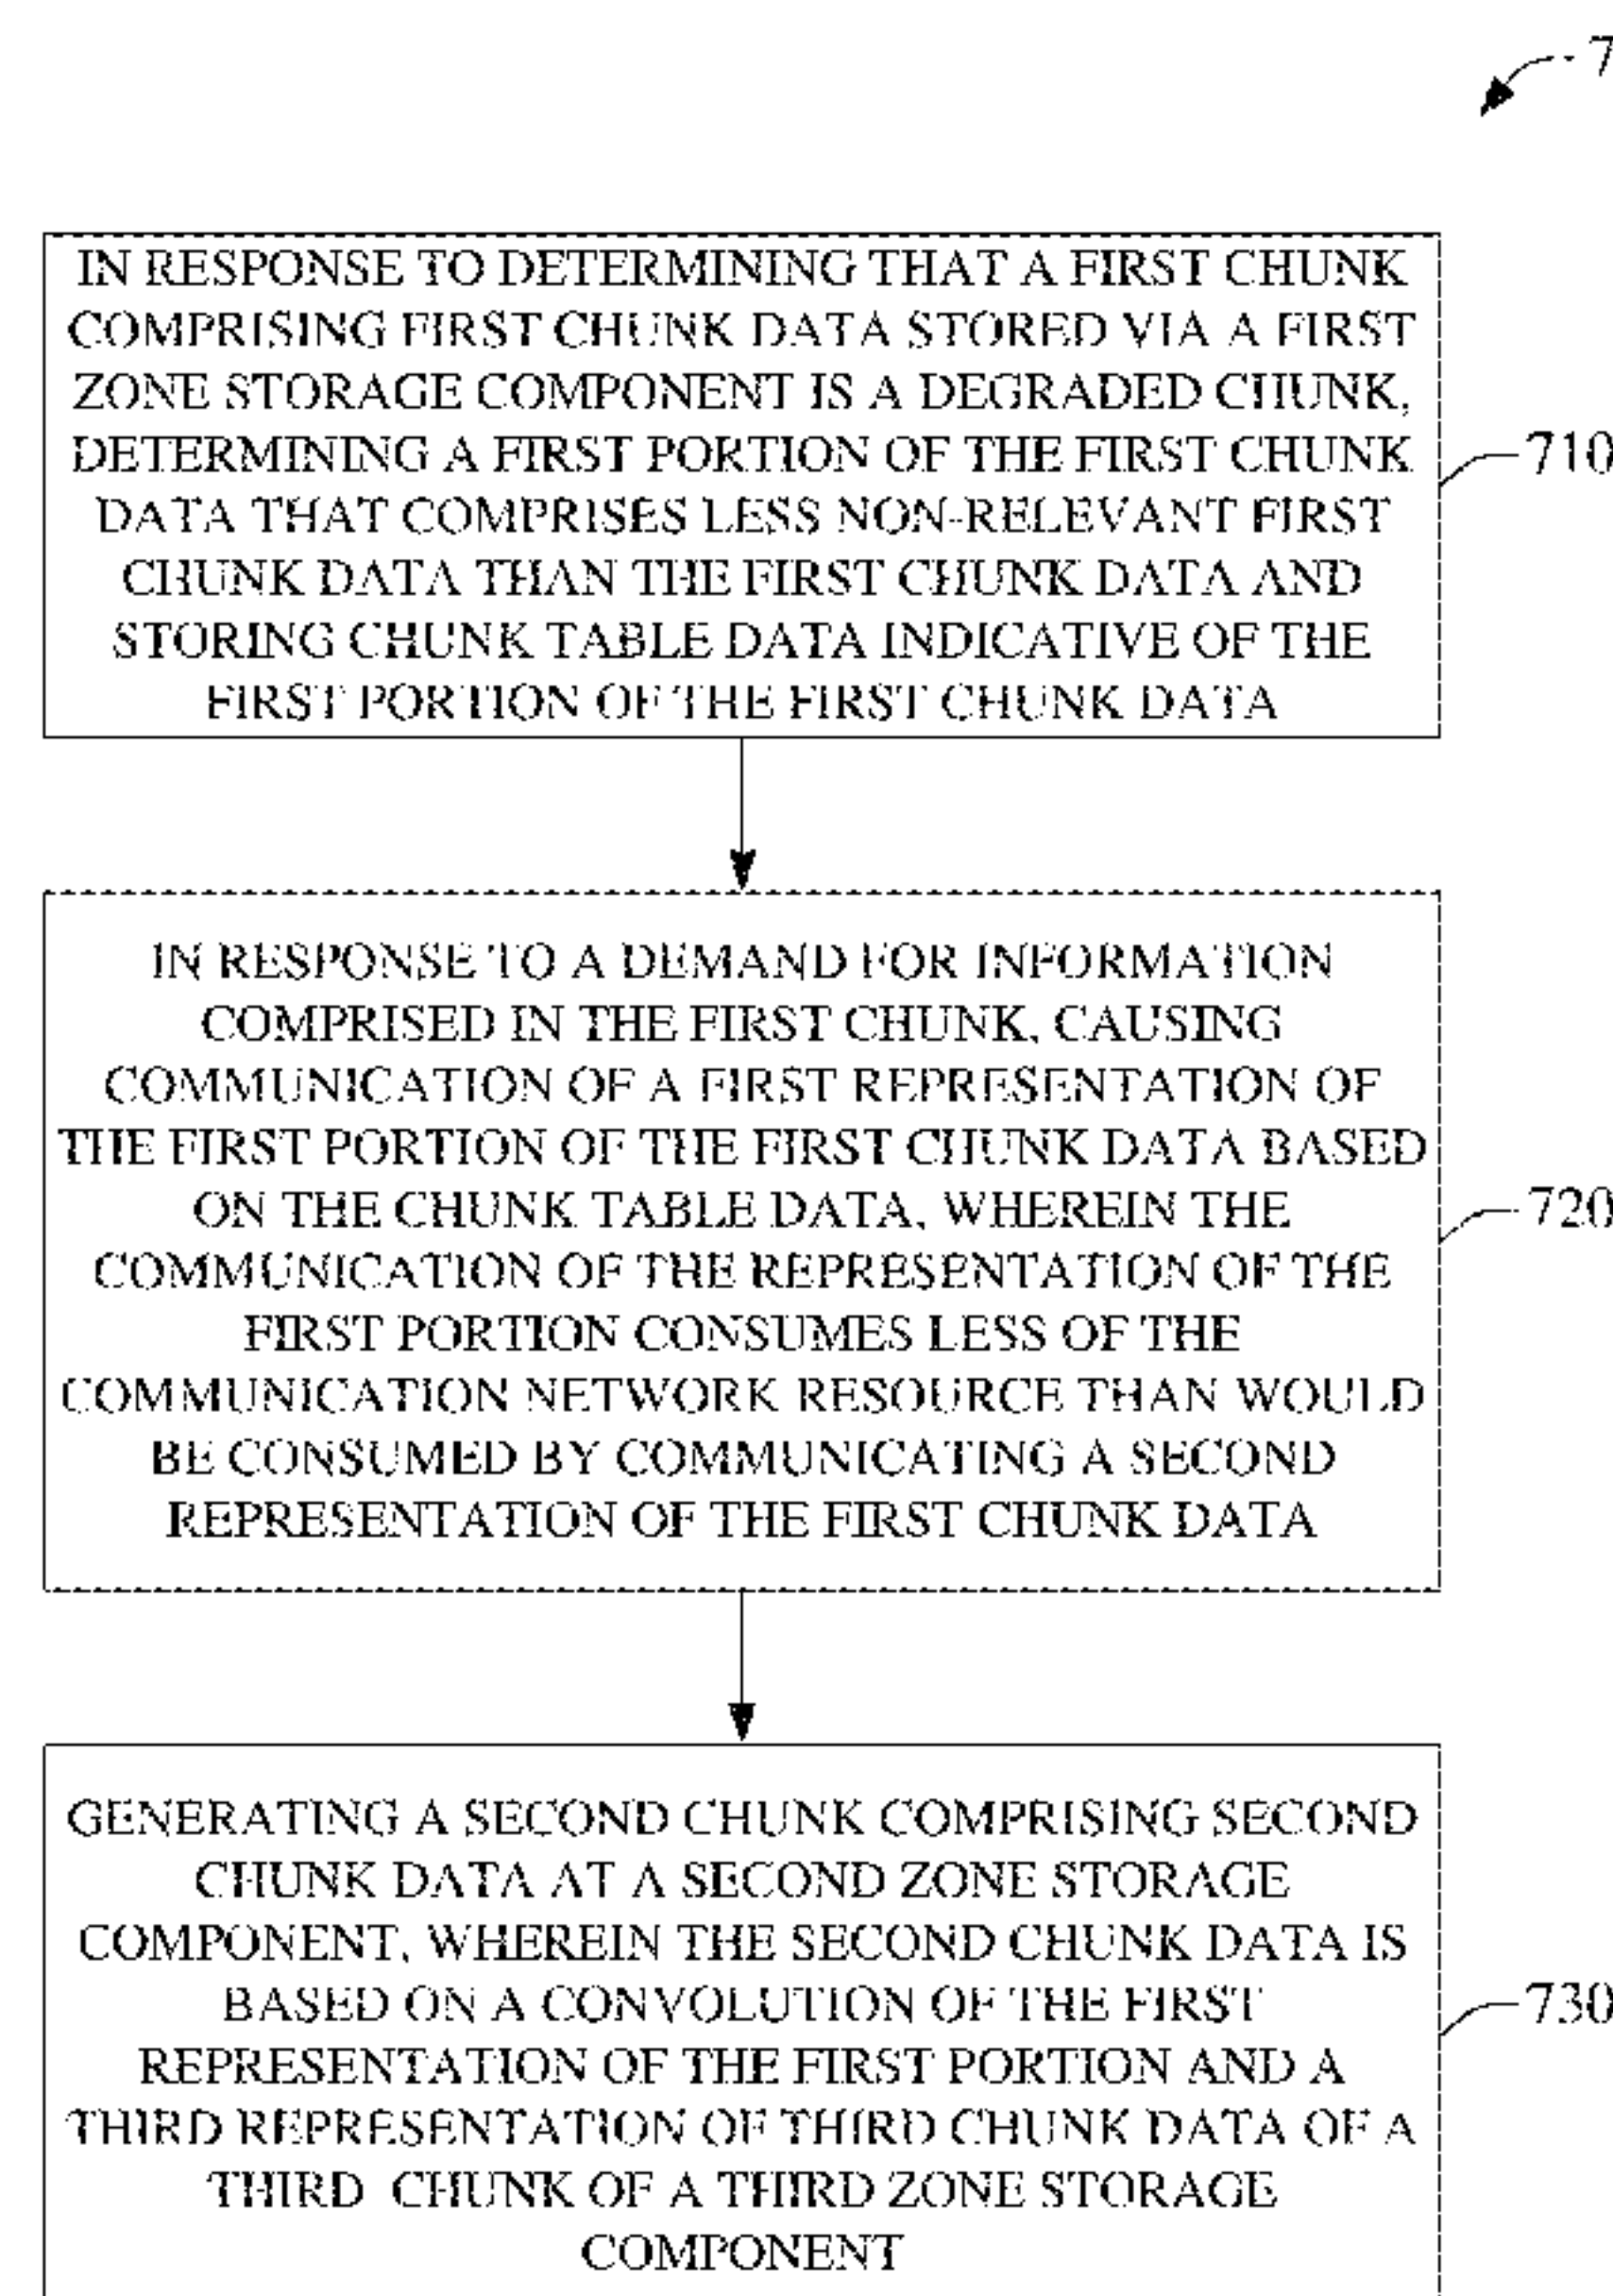 7
IN RESPONSE TO DETERMINING THAT A FIRST CHUNK
COMPRISING FIRST CHUNK DATA STORED VIA A FIRST
ZONE STORAGE COMPONENT IS A DEGRADED CHUNK,
DETERMINING A FIRST PORTION OF THE FIRST CHUNK
DATA THAT COMPRISES LESS NON-RELEVANT FIRST
CHUNK DATA THAN THE FIRST CHUNK DATA AND
STORING CHUNK TABLE DATA INDICATIVE OF THE
FIRST PORTION OF THE FIRST CHUNK DATA
710
IN RESPONSE TO A DEMAND FOR INFORMATION
COMPRISED IN THE FIRST CHUNK, CAUSING
COMMUNICATION OF A FIRST REPRESENTATION OF
THE FIRST PORTION OF THE FIRST CHUNK DATA BASED
ON THE CHUNK TABLE DATA, WHEREIN THE
COMMUNICATION OF THE REPRESENTATION OF THE
FIRST PORTION CONSUMES LESS OF THE
COMMUNICATION NETWORK RESOURCE THAN WOULD
BE CONSUMED BY COMMUNICATING A SECOND
REPRESENTATION OF THE FIRST CHUNK DATA
720
GENERATING A SECOND CHUNK COMPRISING SECOND
CHUNK DATA AT A SECOND ZONE STORAGE
COMPONENT, WHEREIN THE SECOND CHUNK DATA IS
BASED ON A CONVOLUTION OF THE FIRST
REPRESENTATION OF THE FIRST PORTION AND A
THIRD REPRESENTATION OF THIRD CHUNK DATA OF A
THIRD CHUNK OF A THIRD ZONE STORAGE
COMPONENT
730